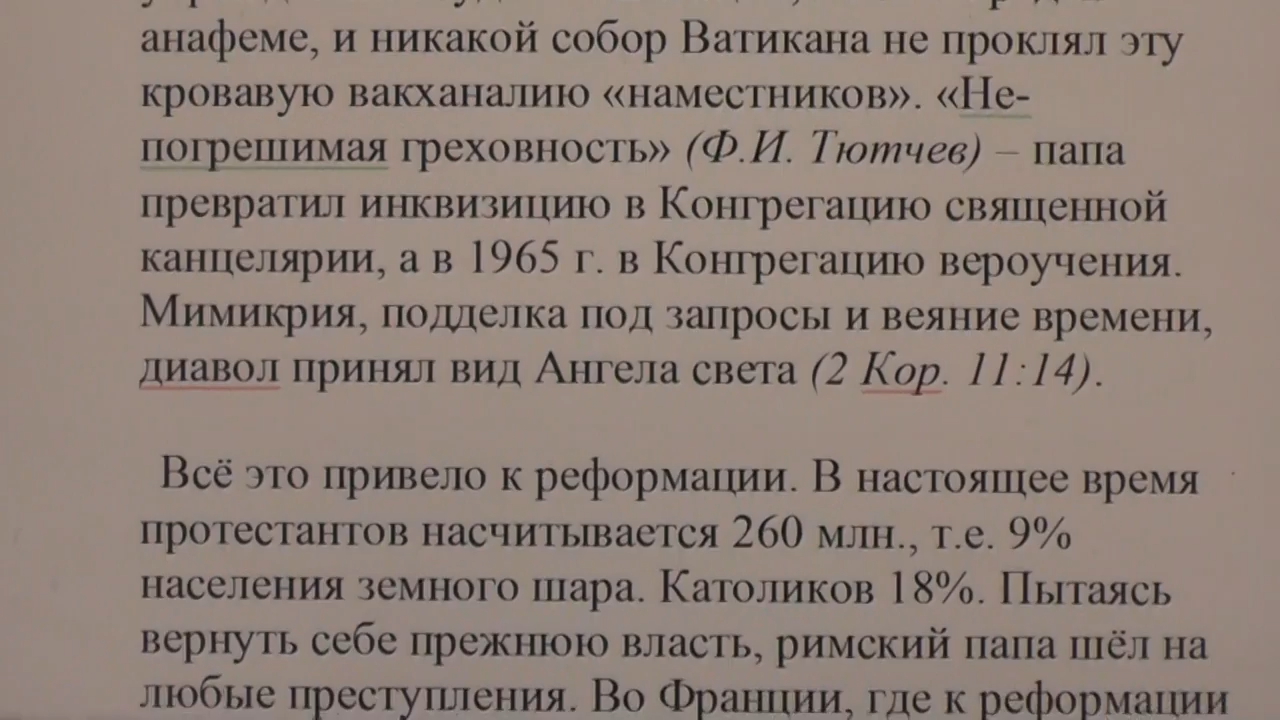 анафеме, и никакой собор Ватикана не проклял эту
кровавую вакханалию «наместников». «Не-
погрешимая греховность» (Ф.И. Тютчев) – папа
превратил инквизицию в Конгрегацию священной
канцелярии, а в 1965 г. в Конгрегацию вероучения.
Мимикрия, подделка под запросы и веяние времени,
диавол принял вид Ангела света (2 Кор. 11:14).
Всё это привело к реформации. В настоящее время
протестантов насчитывается 260 млн., т.е. 9%
населения земного шара. Католиков 18%. Пытаясь
вернуть себе прежнюю власть, римский папа шёл на
любые преступления. Во Франции, где к реформации